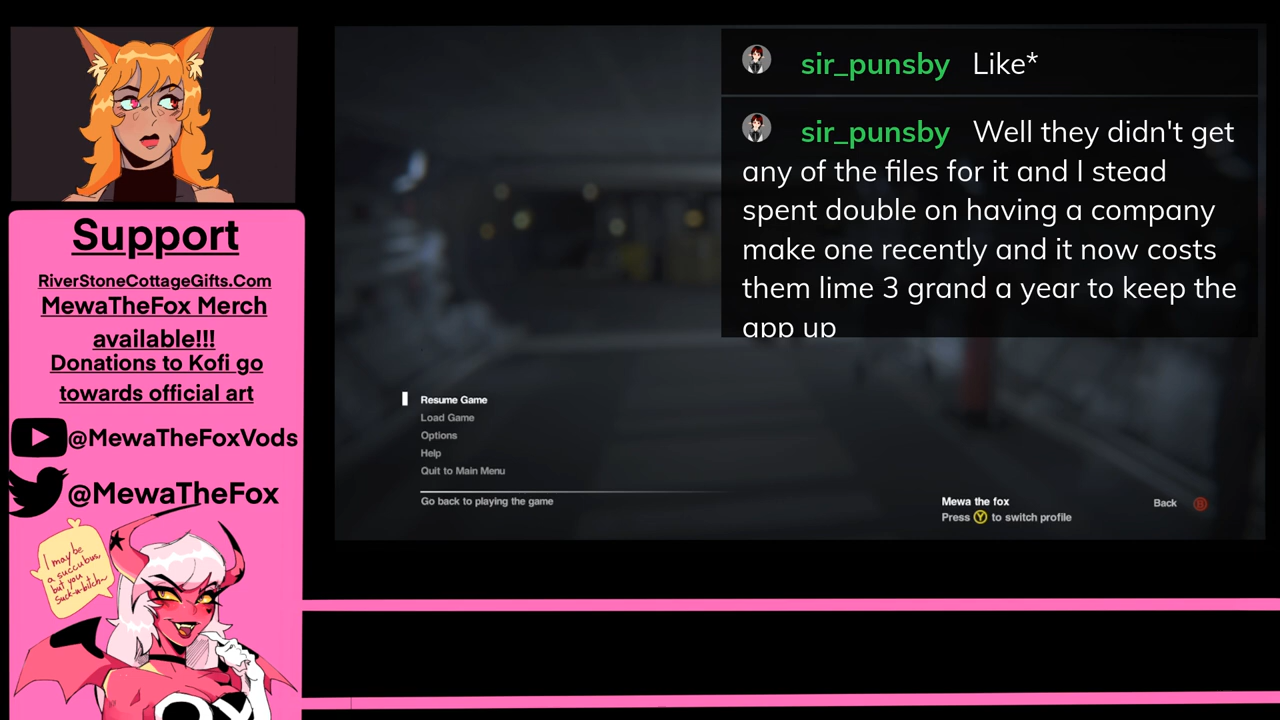 sir_punsby Like*
sir_punsby Well they didn't get
any of the files for it and I stead
spent double on having a company
make one recently and it now costs
them lime 3 grand a year to keep the
app up
Support
RiverStoneCottageGifts.Com
MewaTheFox Merch
available!!!
Donations to Kofi go
towards official art
@MewaTheFoxVods
@MewaTheFox
I maybe
a succubus,
but you
suck-a-bitch~
Resume Game
Load Game
Options
Help
Quit to Main Menu
Go back to playing the game
Mewa the fox
Press Y to switch profile
Back B